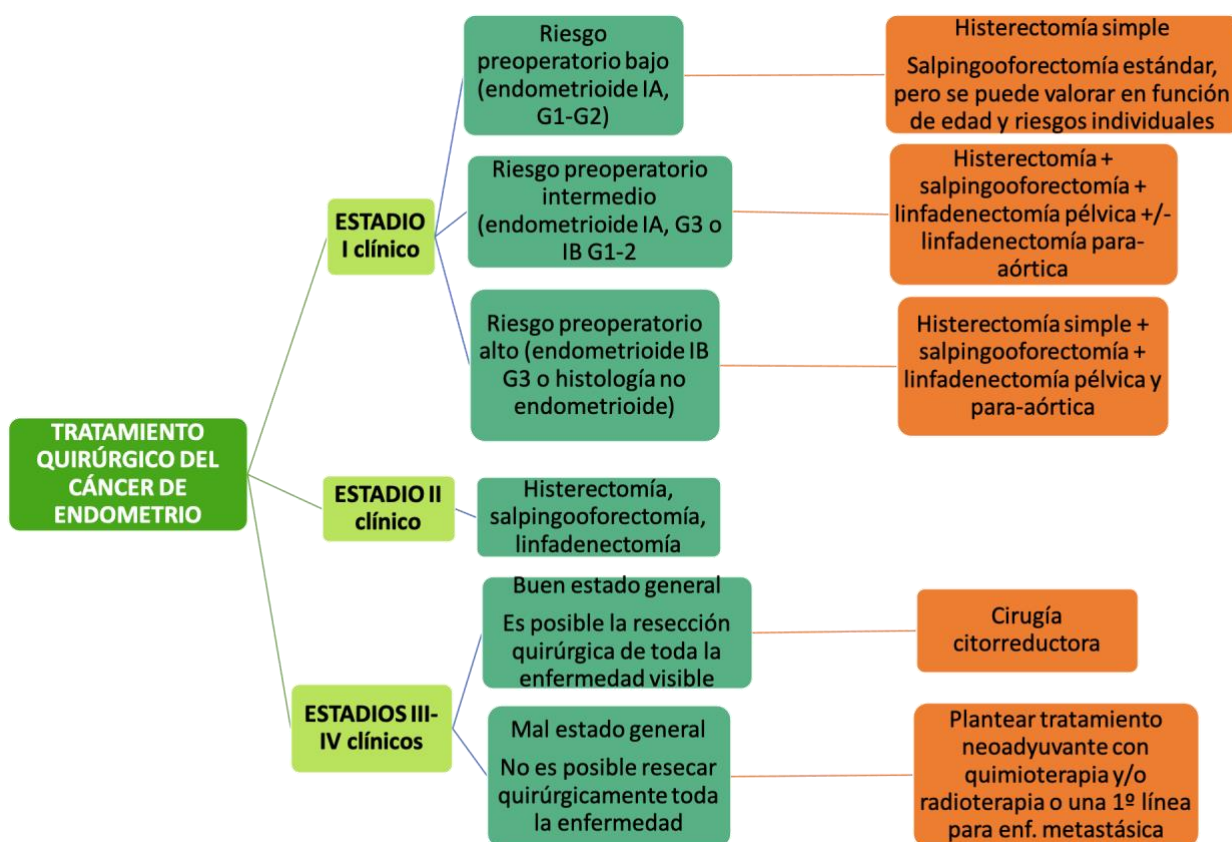 TRATAMIENTO
QUIRÚRGICO DEL
CÁNCER DE
ENDOMETRIO
ESTADIO
I clínico
Riesgo
preoperatorio bajo
(endometrioide IA,
G1-G2)
Histerectomía simple
Salpingooforectomía estándar,
pero se puede valorar en función
de edad y riesgos individuales
Riesgo preoperatorio
intermedio
(endometrioide IA, G3 o
IB G1-2
Histerectomía +
salpingooforectomía +
linfadenectomía pélvica +/-
linfadenectomía para-
aórtica
Riesgo preoperatorio
alto (endometrioide IB
G3 o histología no
endometrioide)
Histerectomía simple +
salpingooforectomía +
linfadenectomía pélvica y
para-aórtica
ESTADIO II
clínico
Histerectomía,
salpingooforectomía,
linfadenectomía
ESTADIOS III-
IV clínicos
Buen estado general
Es posible la resección
quirúrgica de toda la
enfermedad visible
Cirugía
citorreductora
Mal estado general
No es posible resecar
quirúrgicamente toda
la enfermedad
Plantear tratamiento
neoadyuvante con
quimioterapia y/o
radioterapia o una 1º línea
para enf. metastásica